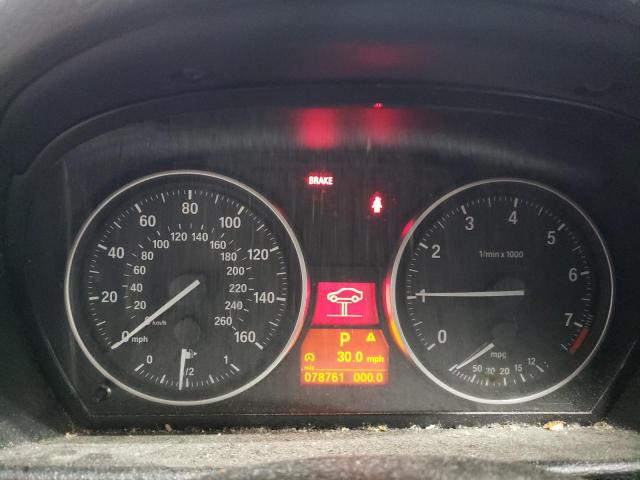 BRAKE
0 20 40 60 80 100 120 140 160
mph
0 20 40 60 80 100 120 140 160 180 200 220 240 260
km/h
0 1/2 1
0 1 2 3 4 5 6 7
1/min x 1000
mpg
50 30 20 15 12
P
30.0 mph
078761 000.0